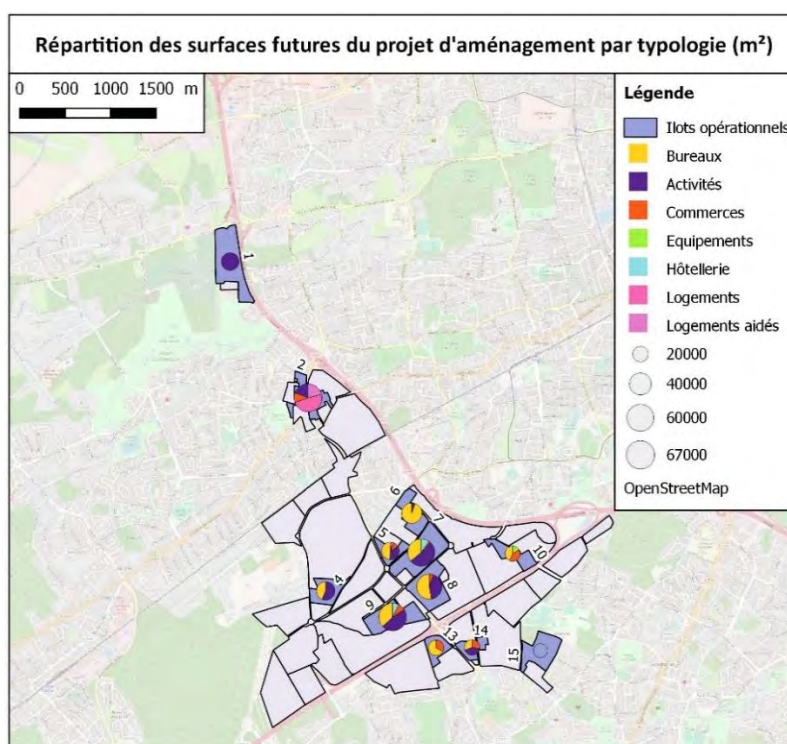 Répartition des surfaces futures du projet d'aménagement par typologie (m²)
0 500 1000 1500 m
Légende
Ilots opérationnels
Bureaux
Activités
Commerces
Equipements
Hôtellerie
Logements
Logements aidés
20000
40000
60000
67000
OpenStreetMap
1
2
6
7
5
10
4
8
9
13
14
15